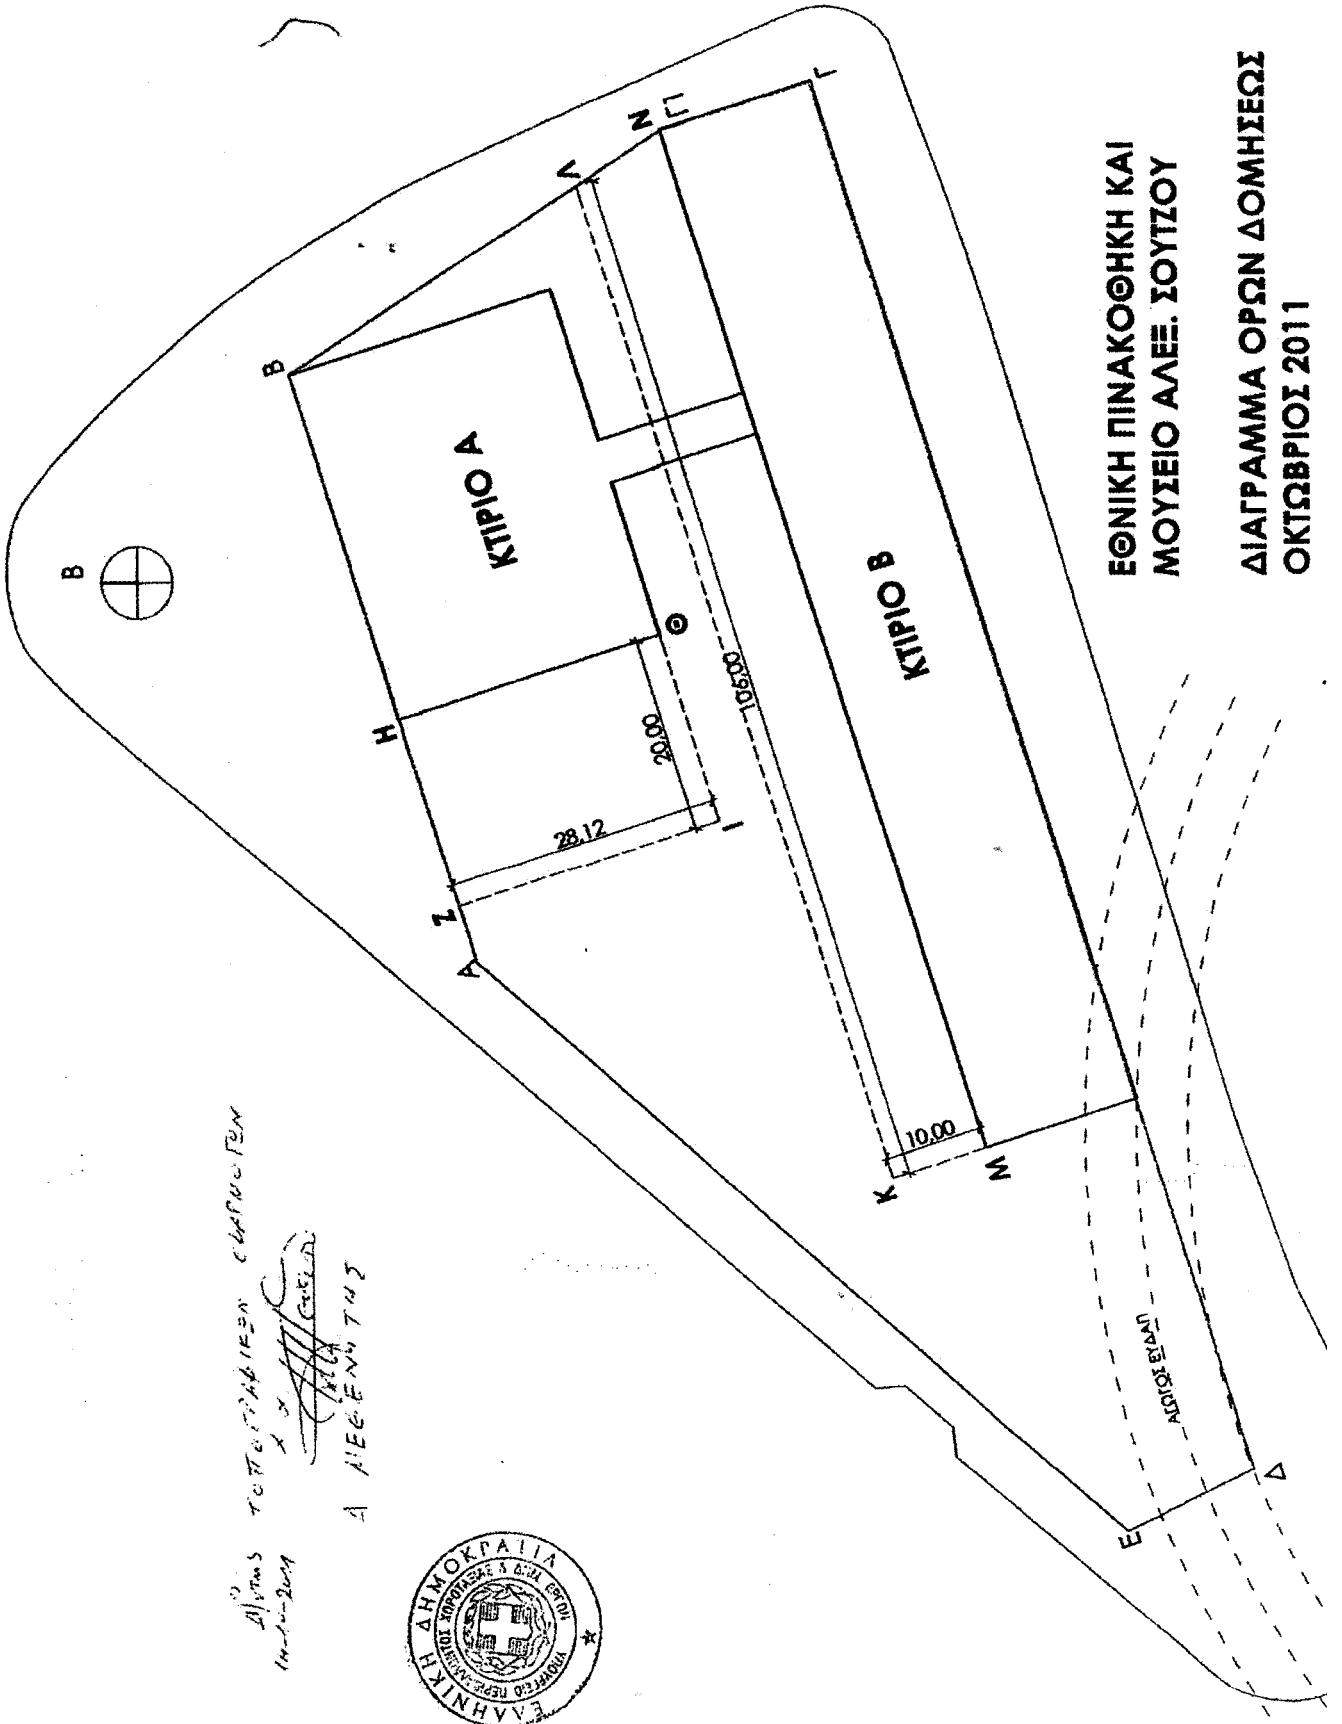 ΕΘΝΙΚΗ ΠΙΝΑΚΟΘΗΚΗ ΚΑΙ
ΜΟΥΣΕΙΟ ΑΛΕΞ. ΣΟΥΤΖΟΥ
ΔΙΑΓΡΑΜΜΑ ΟΡΩΝ ΔΟΜΗΣΕΩΣ
ΟΚΤΩΒΡΙΟΣ 2011
Β
Β
Η
Ζ
Α
ΚΤΙΡΙΟ Α
Θ
Ι
20,00
28,12
106,00
Λ
Ν
Π
Γ
ΚΤΙΡΙΟ Β
Κ
10,00
Μ
ΑΓΩΓΟΣ ΕΥΔΑΠ
Ε
Δ
ΕΛΛΗΝΙΚΗ ΔΗΜΟΚΡΑΤΙΑ